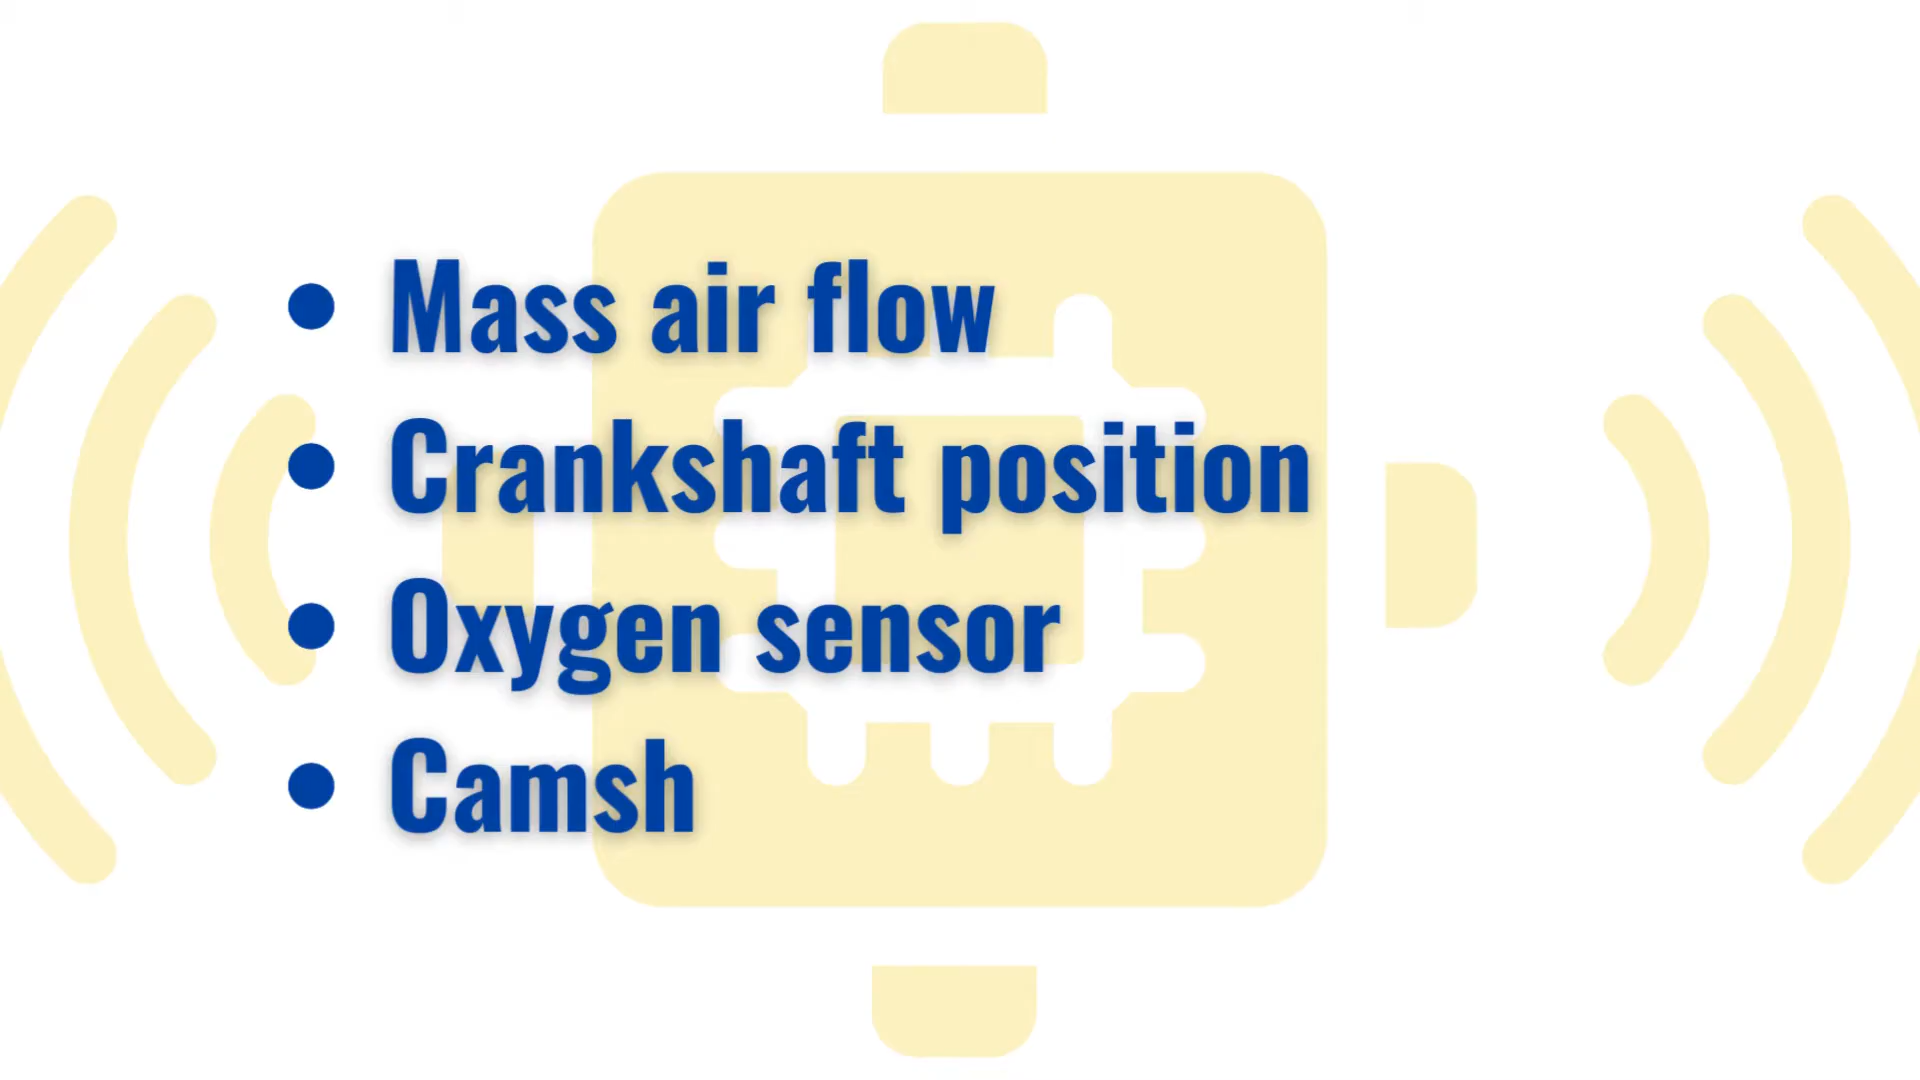 • Mass air flow
• Crankshaft position
• Oxygen sensor
• Camsh